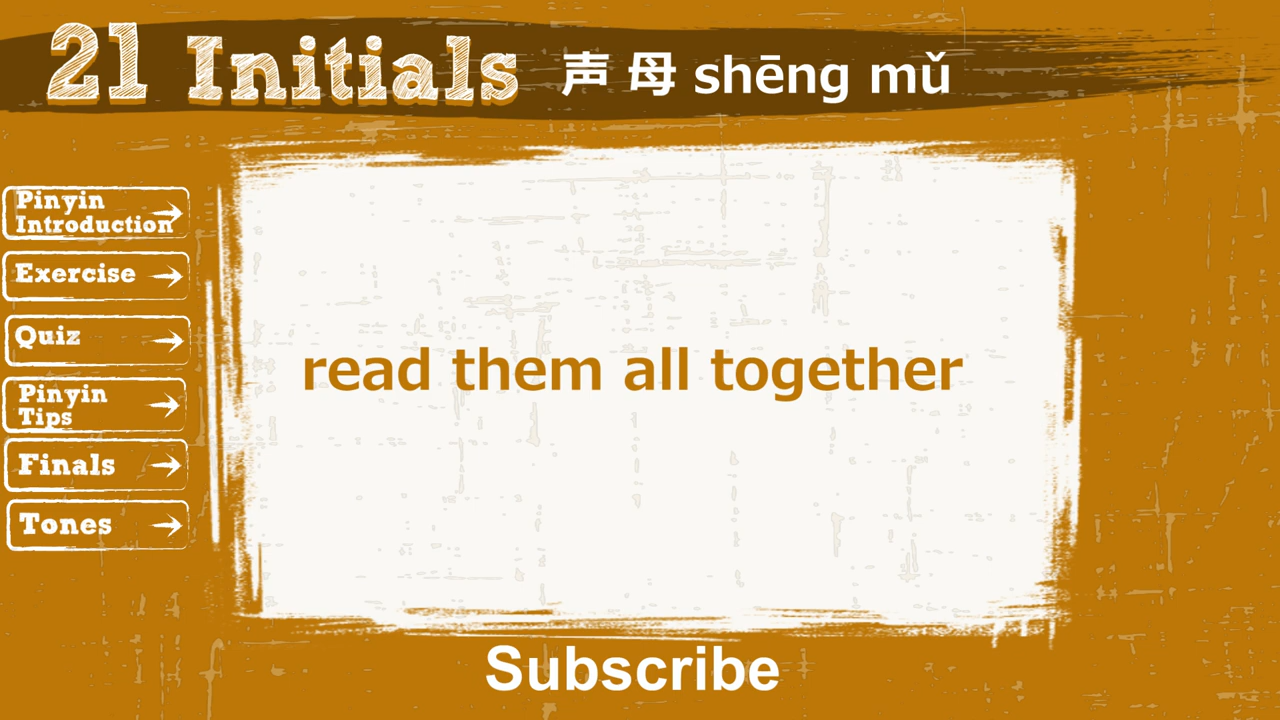 21 Initials 声母 shēng mǔ
Pinyin
Introduction
Exercise
Quiz
Pinyin
Tips
Finals
Tones
read them all together
Subscribe